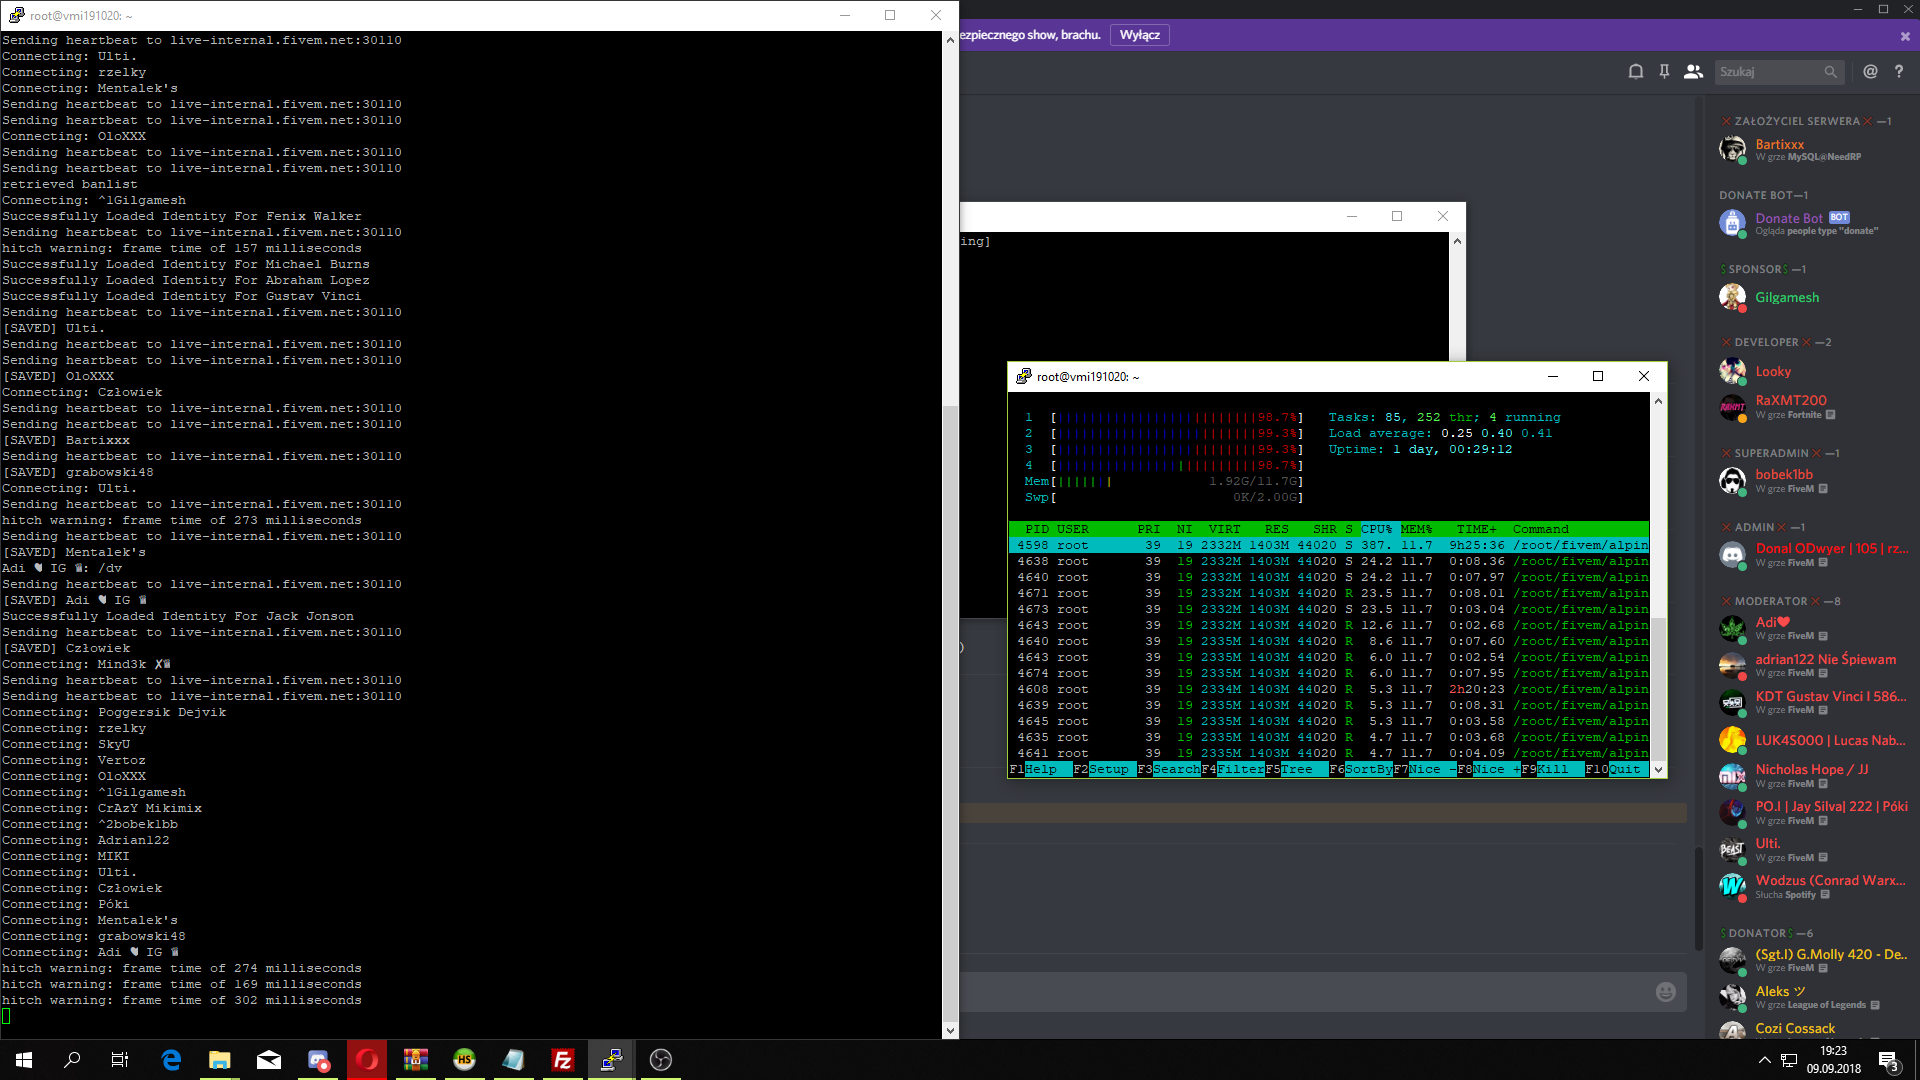 root@vmi191020: ~
Sending heartbeat to live-internal.fivem.net:30110
Connecting: Ulti.
Connecting: rzelky
Connecting: Mentalek's
Sending heartbeat to live-internal.fivem.net:30110
Sending heartbeat to live-internal.fivem.net:30110
Connecting: OloXXX
Sending heartbeat to live-internal.fivem.net:30110
Sending heartbeat to live-internal.fivem.net:30110
retrieved banlist
Connecting: ^1Gilgamesh
Successfully Loaded Identity For Fenix Walker
Sending heartbeat to live-internal.fivem.net:30110
hitch warning: frame time of 157 milliseconds
Successfully Loaded Identity For Michael Burns
Successfully Loaded Identity For Abraham Lopez
Successfully Loaded Identity For Gustav Vinci
Sending heartbeat to live-internal.fivem.net:30110
[SAVED] Ulti.
Sending heartbeat to live-internal.fivem.net:30110
Sending heartbeat to live-internal.fivem.net:30110
[SAVED] OloXXX
Connecting: Człowiek
Sending heartbeat to live-internal.fivem.net:30110
Sending heartbeat to live-internal.fivem.net:30110
[SAVED] Bartixxx
Sending heartbeat to live-internal.fivem.net:30110
[SAVED] grabowski48
Connecting: Ulti.
Sending heartbeat to live-internal.fivem.net:30110
hitch warning: frame time of 273 milliseconds
Sending heartbeat to live-internal.fivem.net:30110
[SAVED] Mentalek's
Adi ♥ IG ♛: /dv
Sending heartbeat to live-internal.fivem.net:30110
[SAVED] Adi ♥ IG ♛
Successfully Loaded Identity For Jack Jonson
Sending heartbeat to live-internal.fivem.net:30110
[SAVED] Człowiek
Connecting: Mind3k ✗♛
Sending heartbeat to live-internal.fivem.net:30110
Sending heartbeat to live-internal.fivem.net:30110
Connecting: Poggersik Dejvik
Connecting: rzelky
Connecting: SkyU
Connecting: Vertoz
Connecting: OloXXX
Connecting: ^1Gilgamesh
Connecting: CrAzY Mikimix
Connecting: ^2bobek1bb
Connecting: Adrian122
Connecting: MIKI
Connecting: Ulti.
Connecting: Człowiek
Connecting: Póki
Connecting: Mentalek's
Connecting: grabowski48
Connecting: Adi ♥ IG ♛
hitch warning: frame time of 274 milliseconds
hitch warning: frame time of 169 milliseconds
hitch warning: frame time of 302 milliseconds
ezpiecznego show, brachu. Wyłącz
Szukaj
ing]
root@vmi191020: ~
1 [98.7%] Tasks: 85, 252 thr; 4 running
2 [99.3%] Load average: 0.25 0.40 0.41
3 [99.3%] Uptime: 1 day, 00:29:12
4 [98.7%]
Mem[1.92G/11.7G]
Swp[0K/2.00G]
PID USER PRI NI VIRT RES SHR S CPU% MEM% TIME+ Command
4598 root 39 19 2332M 1403M 44020 S 387. 11.7 9h25:36 /root/fivem/alpin
4638 root 39 19 2332M 1403M 44020 S 24.2 11.7 0:08.36 /root/fivem/alpin
4640 root 39 19 2332M 1403M 44020 S 24.2 11.7 0:07.97 /root/fivem/alpin
4671 root 39 19 2332M 1403M 44020 R 23.5 11.7 0:08.01 /root/fivem/alpin
4673 root 39 19 2332M 1403M 44020 S 23.5 11.7 0:03.04 /root/fivem/alpin
4643 root 39 19 2332M 1403M 44020 R 12.6 11.7 0:02.68 /root/fivem/alpin
4640 root 39 19 2335M 1403M 44020 R 8.6 11.7 0:07.60 /root/fivem/alpin
4643 root 39 19 2335M 1403M 44020 R 6.0 11.7 0:02.54 /root/fivem/alpin
4674 root 39 19 2335M 1403M 44020 R 6.0 11.7 0:07.95 /root/fivem/alpin
4608 root 39 19 2334M 1403M 44020 R 5.3 11.7 2h20:23 /root/fivem/alpin
4639 root 39 19 2335M 1403M 44020 R 5.3 11.7 0:08.31 /root/fivem/alpin
4645 root 39 19 2335M 1403M 44020 R 5.3 11.7 0:03.58 /root/fivem/alpin
4635 root 39 19 2335M 1403M 44020 R 4.7 11.7 0:03.68 /root/fivem/alpin
4641 root 39 19 2335M 1403M 44020 R 4.7 11.7 0:04.09 /root/fivem/alpin
F1Help F2Setup F3SearchF4FilterF5Tree F6SortByF7Nice -F8Nice +F9Kill F10Quit
ZAŁOŻYCIEL SERWERA —1
Bartixxx
W grze MySQL@NeedRP
DONATE BOT—1
Donate Bot BOT
Ogląda people type "donate"
$SPONSOR$ —1
Gilgamesh
DEVELOPER —2
Looky
RaXMT200
W grze Fortnite
SUPERADMIN —1
bobek1bb
W grze FiveM
ADMIN —1
Donal ODwyer | 105 | rz...
W grze FiveM
MODERATOR —8
Adi♥
W grze FiveM
adrian122 Nie Śpiewam
W grze FiveM
KDT Gustav Vinci I 586...
W grze FiveM
LUK4S000 | Lucas Nab...
Nicholas Hope / JJ
W grze FiveM
PO.I | Jay Silva| 222 | Póki
W grze FiveM
Ulti.
W grze FiveM
Wodzus (Conrad Warx...
Słucha Spotify
$DONATOR$ —6
(Sgt.I) G.Molly 420 - De..
W grze FiveM
Aleks ツ
W grze League of Legends
Cozi Cossack
19:23
09.09.2018
3